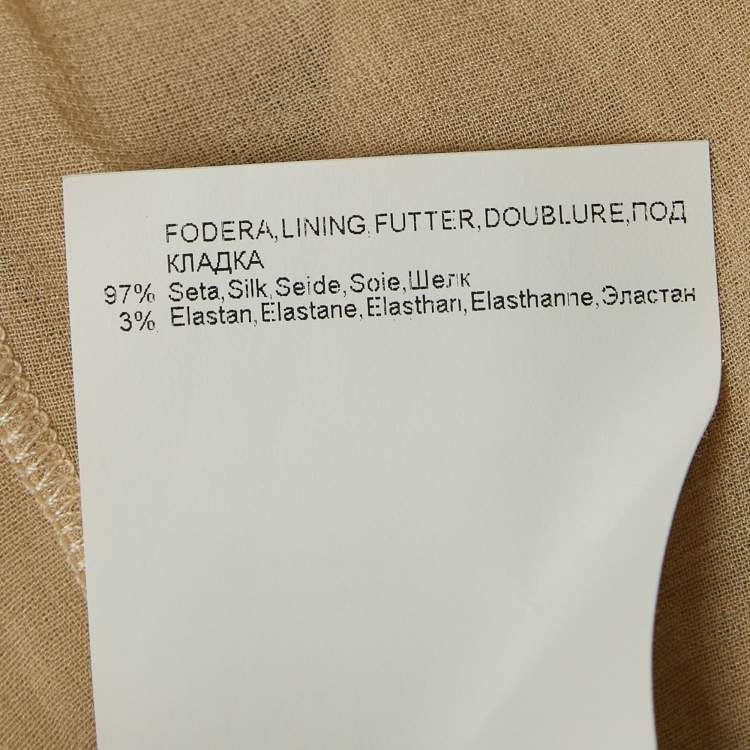 FODERA,LINING,FUTTER,DOUBLURE,ПОД
КЛАДКА
97% Seta,Silk,Seide,Soie,Шелк
3% Elastan,Elastane,Elasthan,Elasthanne,Эластан